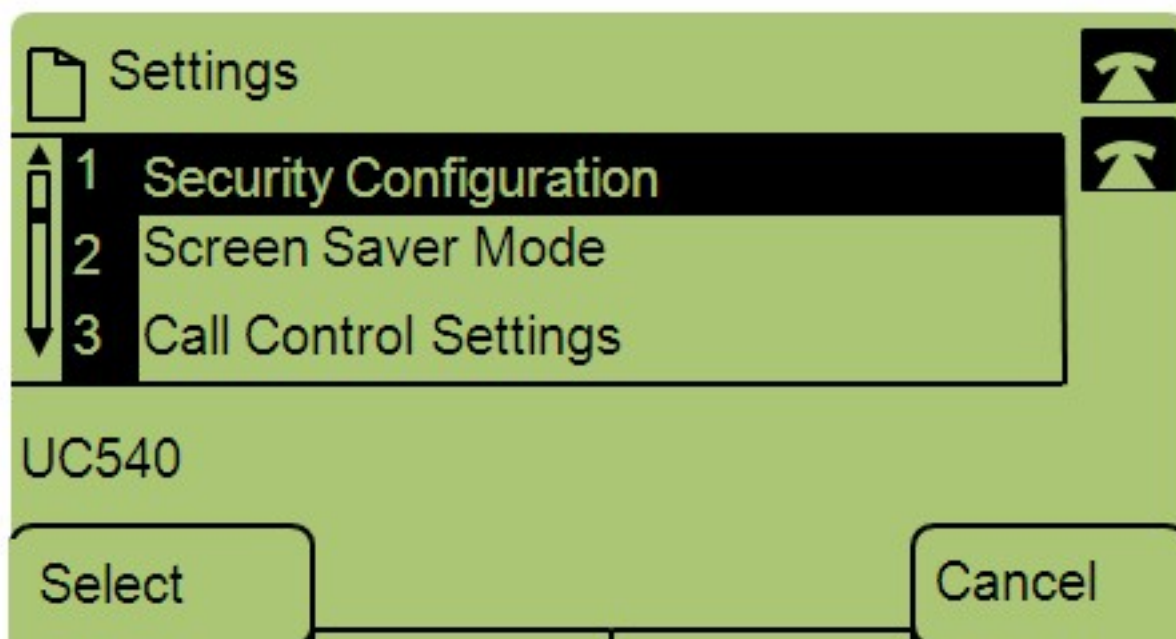 Settings
1 Security Configuration
2 Screen Saver Mode
3 Call Control Settings
UC540
Select Cancel